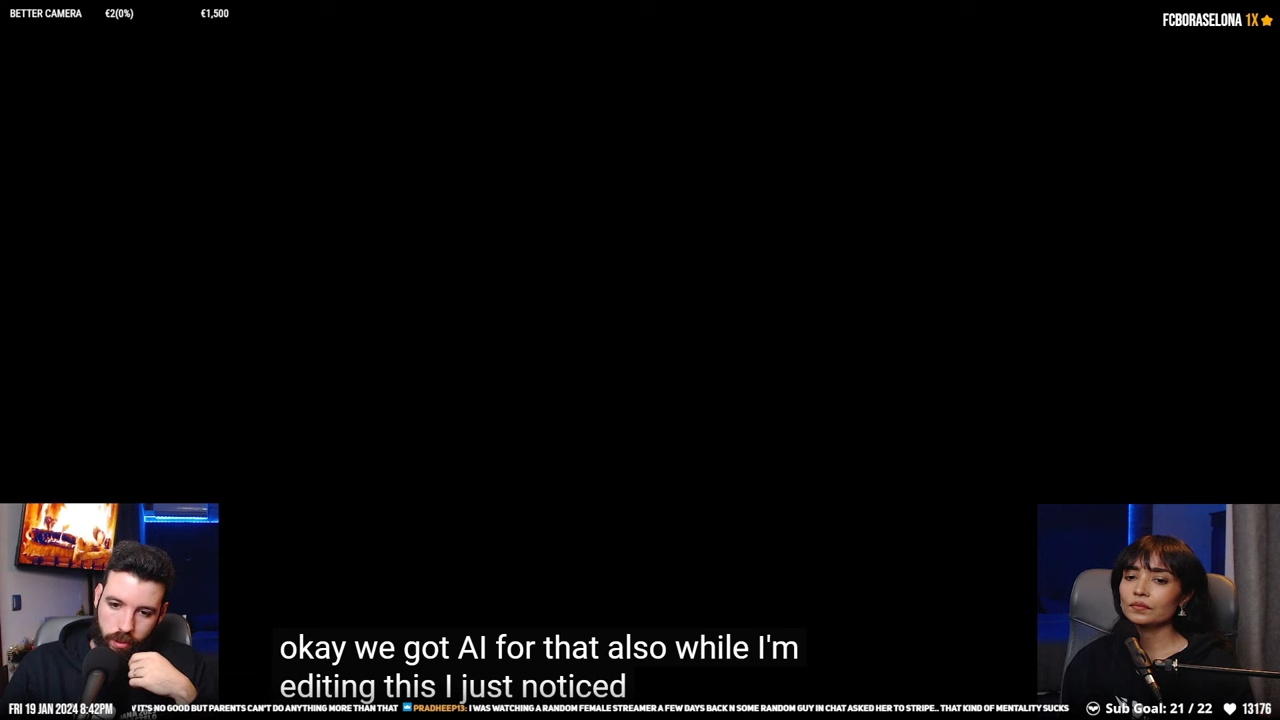 BETTER CAMERA €2(0%) €1,500
FCBORASELONA 1X
okay we got AI for that also while I'm
editing this I just noticed
FRI 19 JAN 2024 8:42PM
IT'S NO GOOD BUT PARENTS CAN'T DO ANYTHING MORE THAN THAT PRADHEEP13: I WAS WATCHING A RANDOM FEMALE STREAMER A FEW DAYS BACK N SOME RANDOM GUY IN CHAT ASKED HER TO STRIPE.. THAT KIND OF MENTALITY SUCKS
Sub Goal: 21 / 22
13176